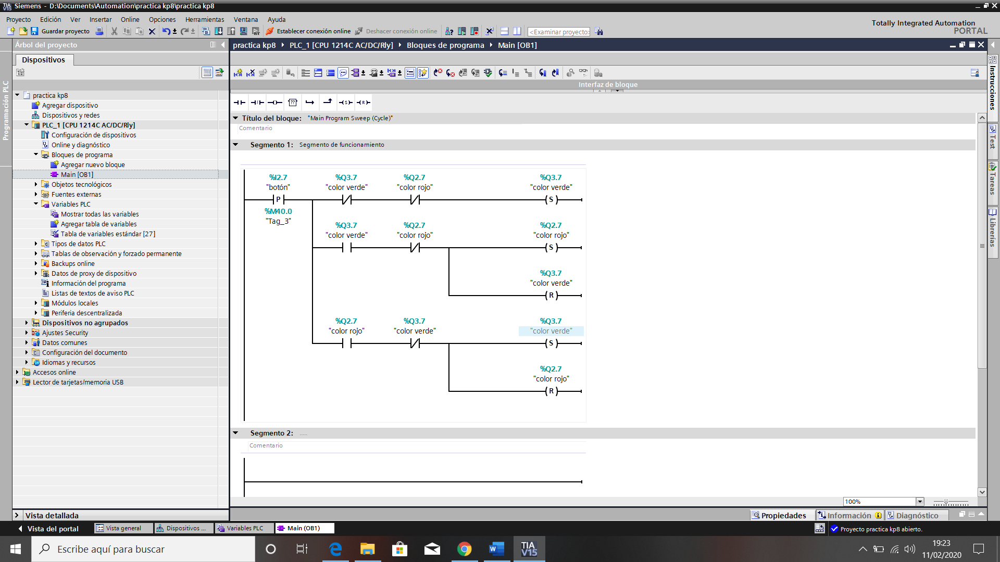 Siemens - D:\Documents\Automation\practica kp8\practica kp8
Proyecto Edición Ver Insertar Online Opciones Herramientas Ventana Ayuda
Totally Integrated Automation
PORTAL
Guardar proyecto Establecer conexión online Deshacer conexión online <Examinar proyecto>
Árbol del proyecto
practica kp8 PLC_1 [CPU 1214C AC/DC/Rly] Bloques de programa Main [OB1]
Dispositivos
Programación PLC
practica kp8
Agregar dispositivo
Dispositivos y redes
PLC_1 [CPU 1214C AC/DC/Rly]
Configuración de dispositivos
Online y diagnóstico
Bloques de programa
Agregar nuevo bloque
Main [OB1]
Objetos tecnológicos
Fuentes externas
Variables PLC
Mostrar todas las variables
Agregar tabla de variables
Tabla de variables estándar [27]
Tipos de datos PLC
Tablas de observación y forzado permanente
Backups online
Datos de proxy de dispositivo
Información del programa
Listas de textos de aviso PLC
Módulos locales
Periferia descentralizada
Dispositivos no agrupados
Ajustes Security
Datos comunes
Configuración del documento
Idiomas y recursos
Accesos online
Lector de tarjetas/memoria USB
Vista detallada
Interfaz de bloque
Título del bloque: "Main Program Sweep (Cycle)"
Comentario
Segmento 1: Segmento de funcionamiento
%I2.7 %Q3.7 %Q2.7 %Q3.7
"botón" "color verde" "color rojo" "color verde"
P S
%M40.0
"Tag_3"
%Q3.7 %Q2.7 %Q2.7
"color verde" "color rojo" "color rojo"
S
%Q3.7
"color verde"
R
%Q2.7 %Q3.7 %Q3.7
"color rojo" "color verde" "color verde"
S
%Q2.7
"color rojo"
R
Segmento 2: .....
Comentario
100%
Propiedades Información Diagnóstico
Instrucciones
Test
Tareas
Librerías
Vista del portal Vista general Dispositivos ... Variables PLC Main (OB1) Proyecto practica kp8 abierto.
Escribe aquí para buscar
TIA
V15
19:23
11/02/2020